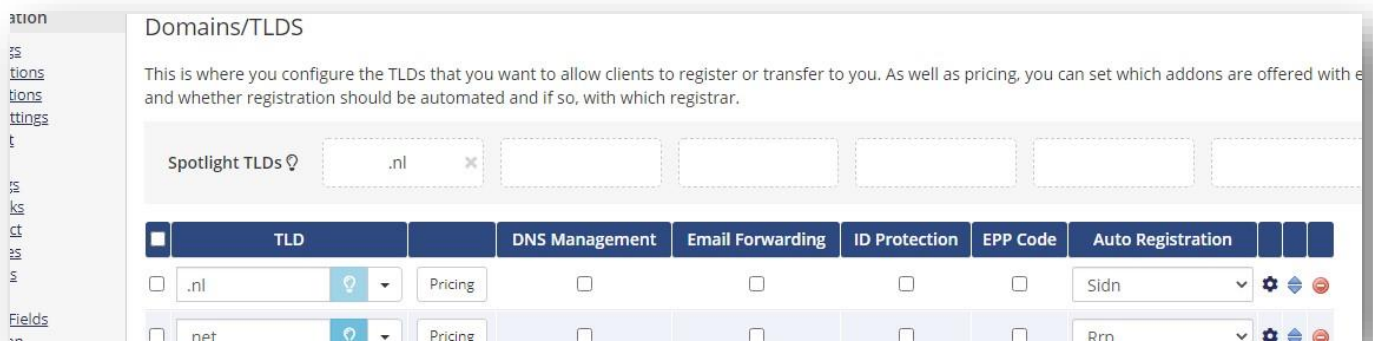 ation
gs
tions
tions
ttings
t
gs
ks
ct
es
s
Fields
Domains/TLDS
This is where you configure the TLDs that you want to allow clients to register or transfer to you. As well as pricing, you can set which addons are offered with e
and whether registration should be automated and if so, with which registrar.
Spotlight TLDs .nl
TLD DNS Management Email Forwarding ID Protection EPP Code Auto Registration
.nl Pricing Sidn
.net Pricing Rrp